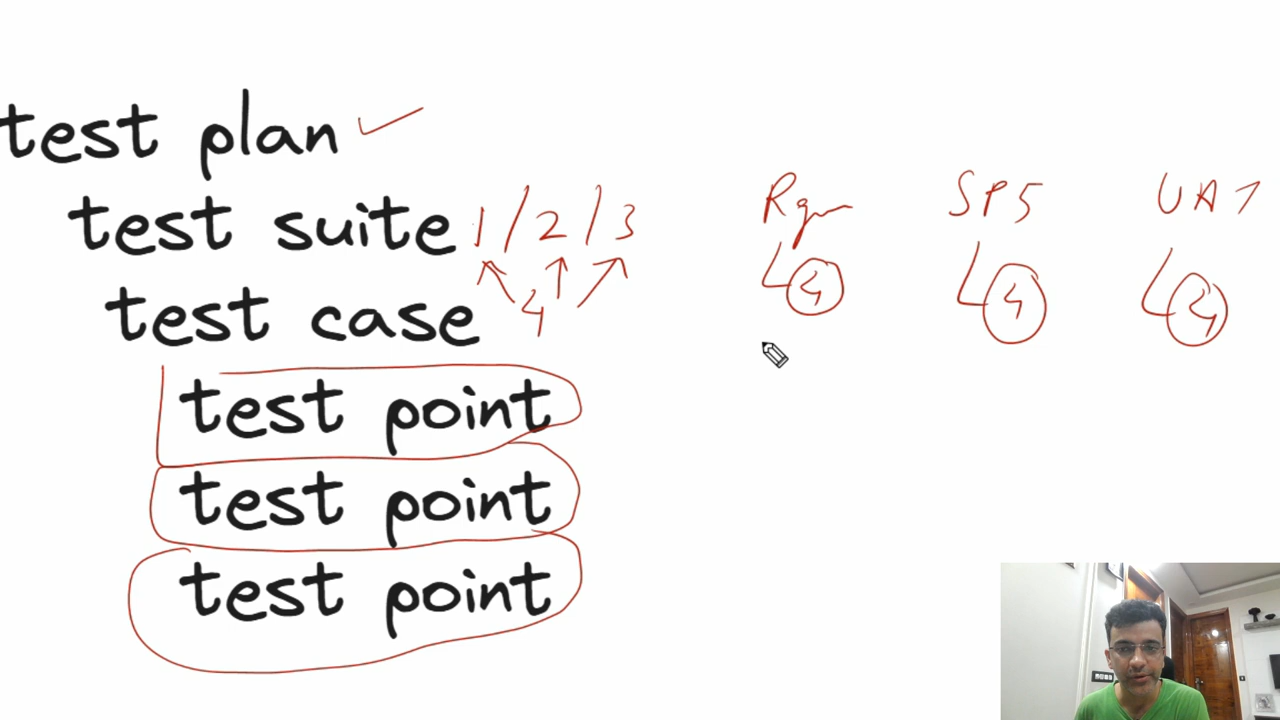 test plan
test suite 1 / 2 / 3
test case 4
test point
test point
test point
SP5
UAT
4
4
4